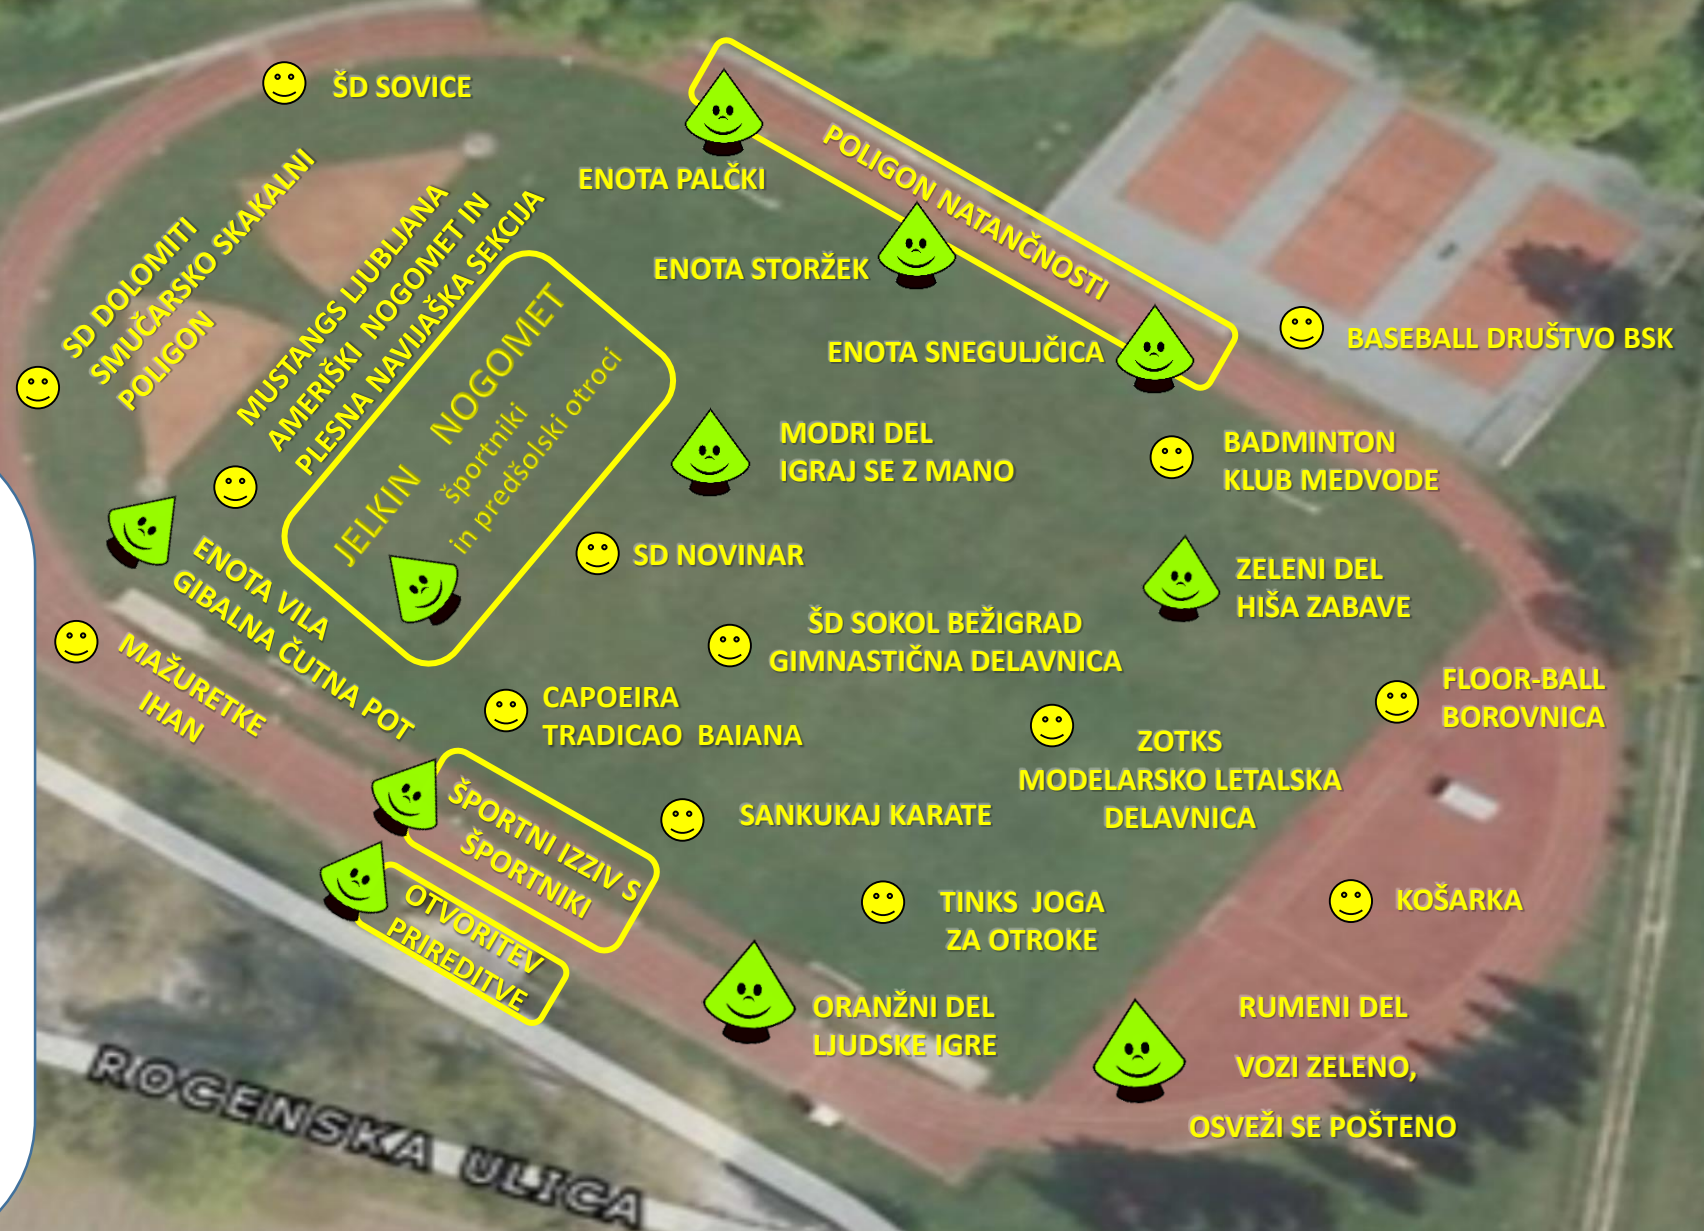 ŠD SOVICE
ENOTA PALČKI
POLIGON NATANČNOSTI
ENOTA STORŽEK
ENOTA SNEGULJČICA
BASEBALL DRUŠTVO BSK
SD DOLOMITI
SMUČARSKO SKAKALNI
POLIGON
MUSTANGS LJUBLJANA
AMERIŠKI NOGOMET IN
PLESNA NAVIJAŠKA SEKCIJA
JELKIN NOGOMET
športniki
in predšolski otroci
MODRI DEL
IGRAJ SE Z MANO
BADMINTON
KLUB MEDVODE
SD NOVINAR
ZELENI DEL
HIŠA ZABAVE
ENOTA VILA
GIBALNA ČUTNA POT
MAŽURETKE
IHAN
ŠD SOKOL BEŽIGRAD
GIMNASTIČNA DELAVNICA
CAPOEIRA
TRADICAO BAIANA
FLOOR-BALL
BOROVNICA
ZOTKS
MODELARSKO LETALSKA
DELAVNICA
ŠPORTNI IZZIV S
ŠPORTNIKI
SANKUKAJ KARATE
OTVORITEV
PRIREDITVE
TINKS JOGA
ZA OTROKE
KOŠARKA
ORANŽNI DEL
LJUDSKE IGRE
RUMENI DEL
VOZI ZELENO,
OSVEŽI SE POŠTENO
ROCENSKA ULICA